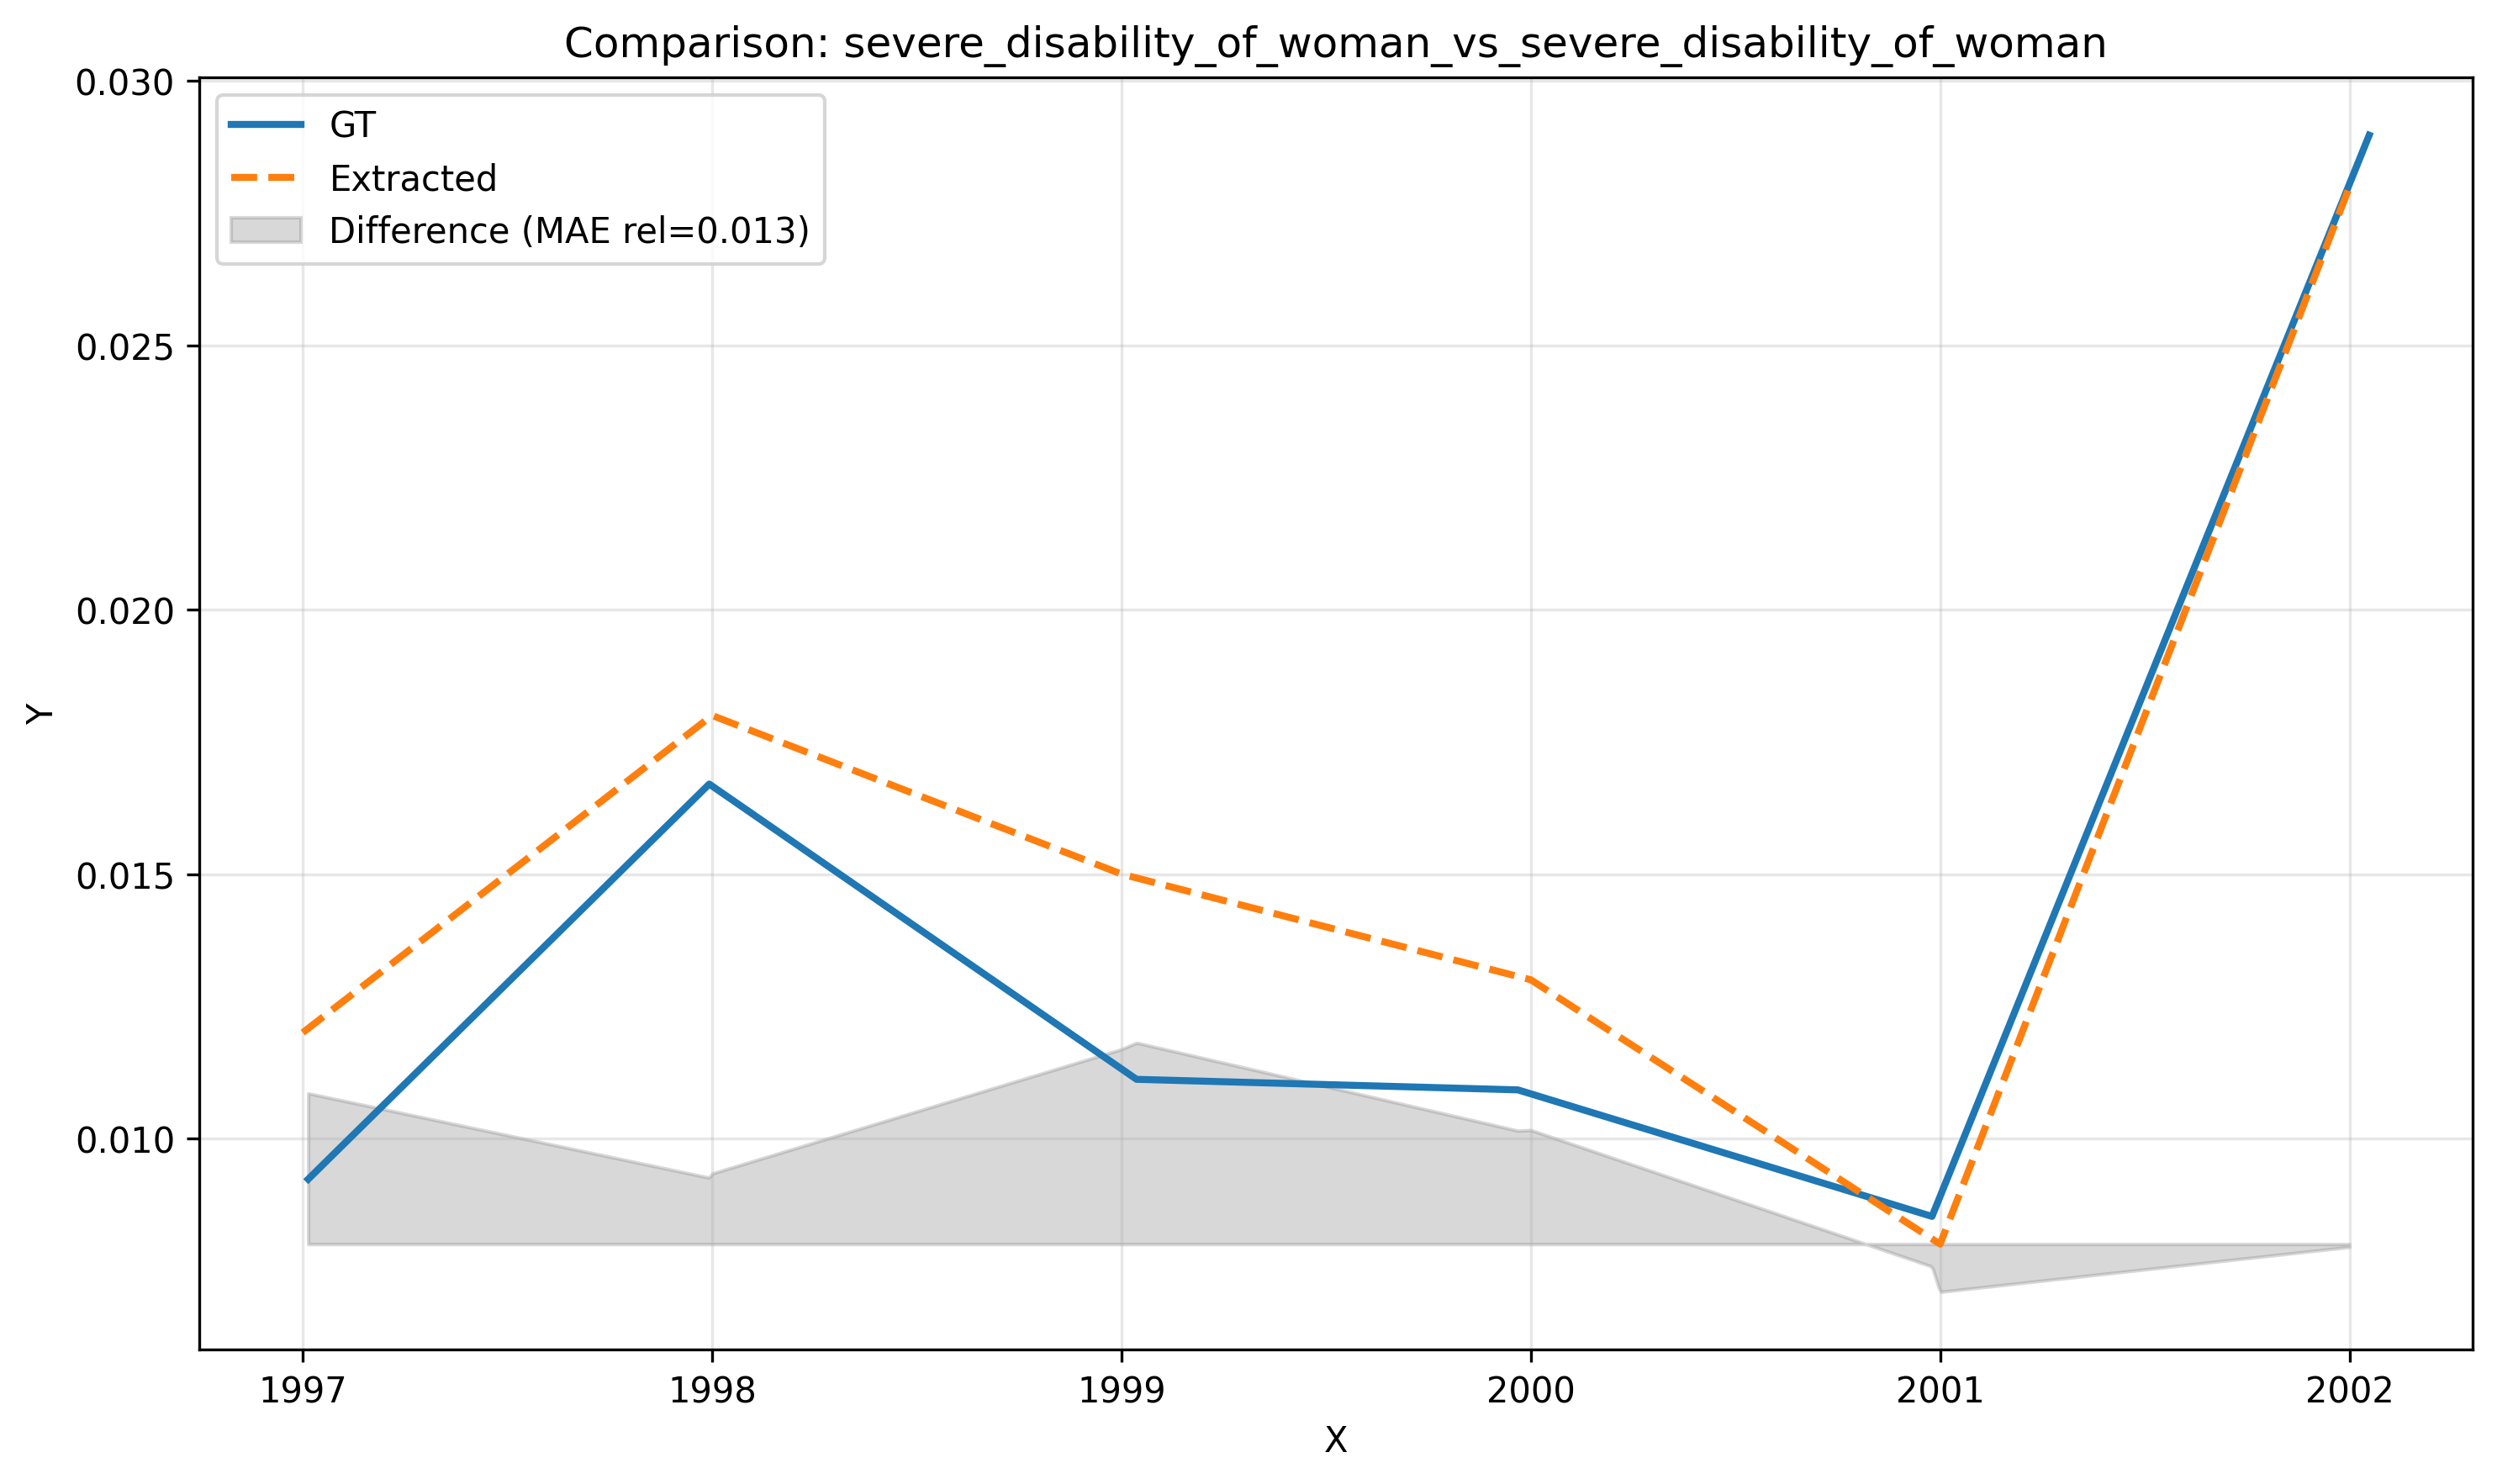 Comparison: severe_disability_of_woman_vs_severe_disability_of_woman
0.030
0.025
0.020
0.015
0.010
Y
GT
Extracted
Difference (MAE rel=0.013)
1997 1998 1999 2000 2001 2002
X